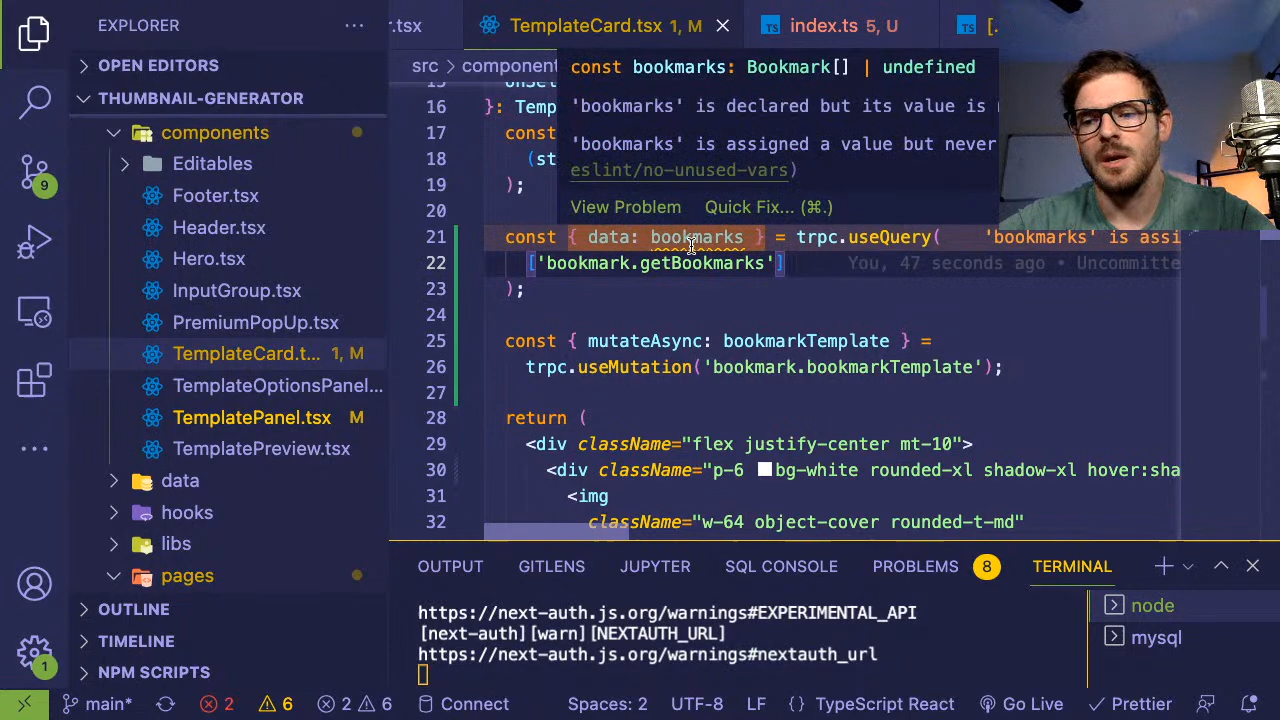 EXPLORER
r.tsx
TemplateCard.tsx 1, M
TS index.ts 5, U
TS [.
OPEN EDITORS
THUMBNAIL-GENERATOR
components
Editables
Footer.tsx
Header.tsx
Hero.tsx
InputGroup.tsx
PremiumPopUp.tsx
TemplateCard.t... 1, M
TemplateOptionsPanel...
TemplatePanel.tsx M
TemplatePreview.tsx
data
hooks
libs
pages
OUTLINE
TIMELINE
NPM SCRIPTS
9
1
src > component
const bookmarks: Bookmark[] | undefined
'bookmarks' is declared but its value is
'bookmarks' is assigned a value but never
eslint/no-unused-vars)
View Problem Quick Fix... (⌘.)
16 }: Temp
17 const
18 (st
19 );
20
21 const { data: bookmarks } = trpc.useQuery( 'bookmarks' is assi
22 ['bookmark.getBookmarks'] You, 47 seconds ago • Uncommitte
23 );
24
25 const { mutateAsync: bookmarkTemplate } =
26 trpc.useMutation('bookmark.bookmarkTemplate');
27
28 return (
29 <div className="flex justify-center mt-10">
30 <div className="p-6 bg-white rounded-xl shadow-xl hover:sha
31 <img
32 className="w-64 object-cover rounded-t-md"
OUTPUT GITLENS JUPYTER SQL CONSOLE PROBLEMS 8 TERMINAL
https://next-auth.js.org/warnings#EXPERIMENTAL_API
[next-auth][warn][NEXTAUTH_URL]
https://next-auth.js.org/warnings#nextauth_url
node
mysql
main* 2 6 2 6 Connect Spaces: 2 UTF-8 LF {} TypeScript React Go Live Prettier